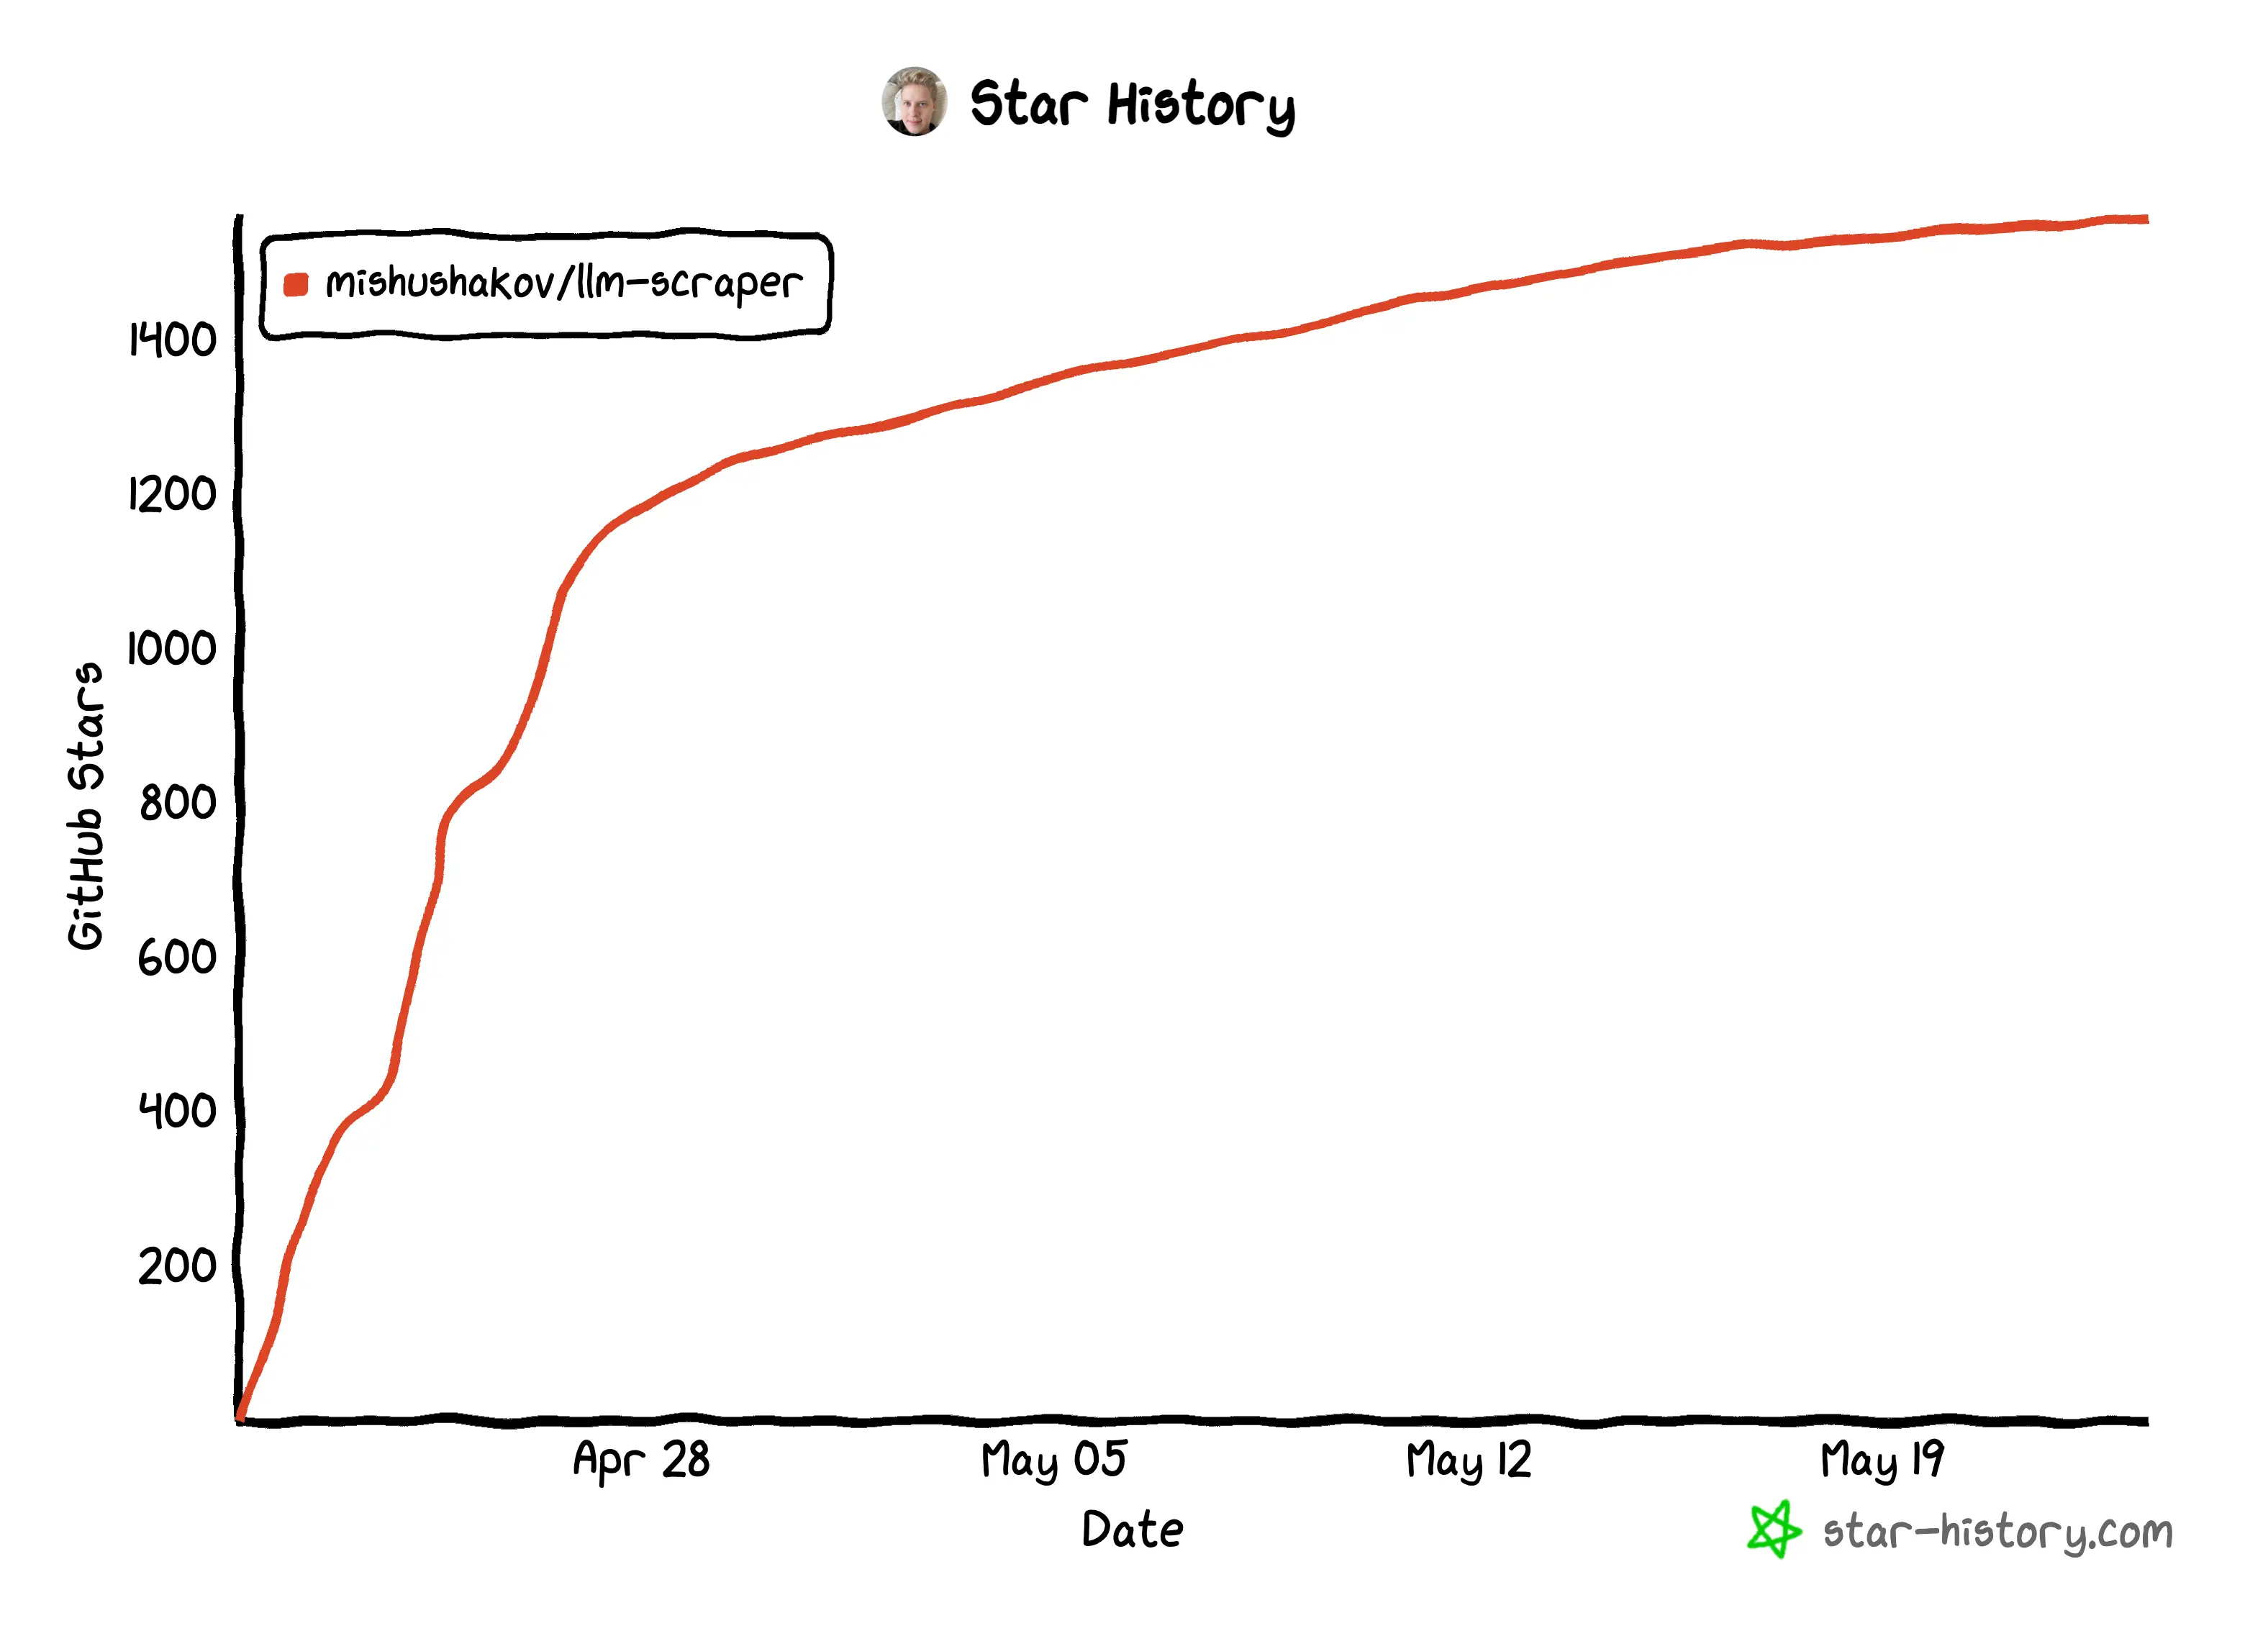 Star History
mishushakov/llm-scraper
1400
1200
1000
800
600
400
200
GitHub Stars
Apr 28
May 05
May 12
May 19
Date
star-history.com